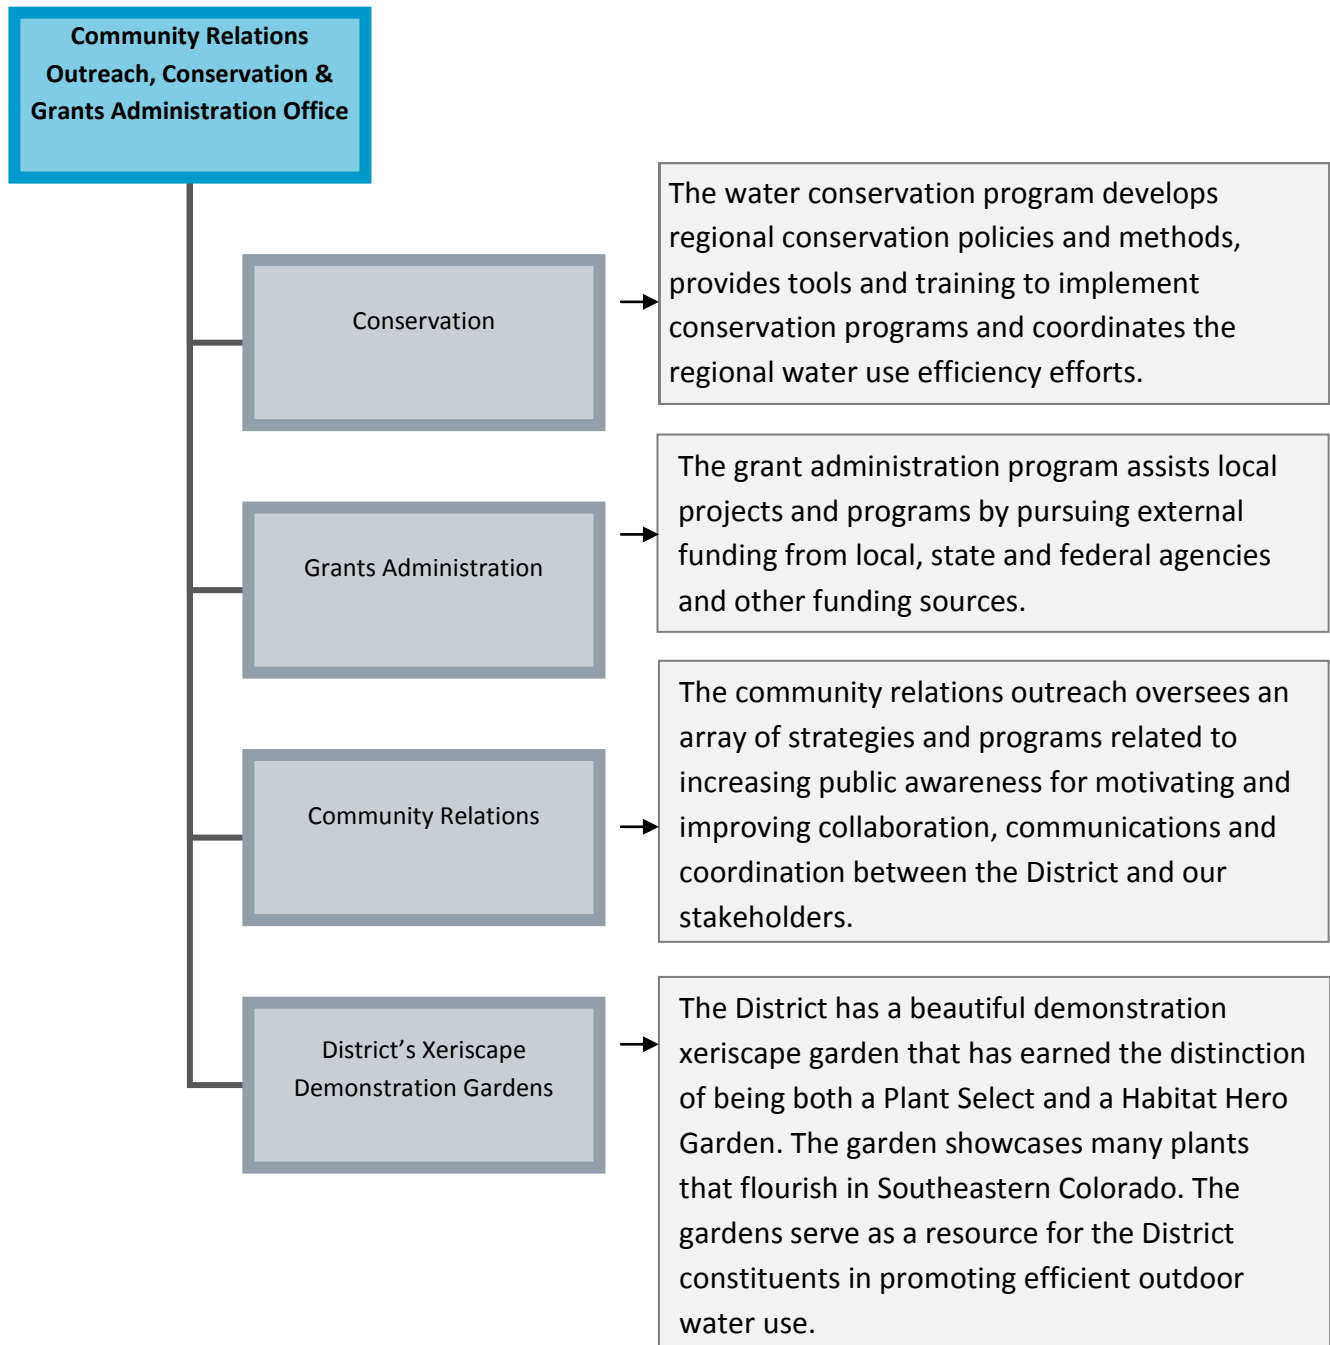 Community Relations
Outreach, Conservation &
Grants Administration Office
Conservation
The water conservation program develops
regional conservation policies and methods,
provides tools and training to implement
conservation programs and coordinates the
regional water use efficiency efforts.
Grants Administration
The grant administration program assists local
projects and programs by pursuing external
funding from local, state and federal agencies
and other funding sources.
Community Relations
The community relations outreach oversees an
array of strategies and programs related to
increasing public awareness for motivating and
improving collaboration, communications and
coordination between the District and our
stakeholders.
District’s Xeriscape
Demonstration Gardens
The District has a beautiful demonstration
xeriscape garden that has earned the distinction
of being both a Plant Select and a Habitat Hero
Garden. The garden showcases many plants
that flourish in Southeastern Colorado. The
gardens serve as a resource for the District
constituents in promoting efficient outdoor
water use.